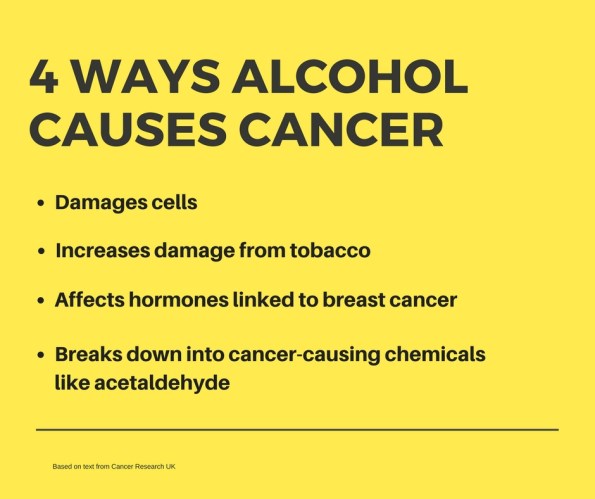 4 WAYS ALCOHOL
CAUSES CANCER
• Damages cells
• Increases damage from tobacco
• Affects hormones linked to breast cancer
• Breaks down into cancer-causing chemicals
like acetaldehyde
Based on text from Cancer Research UK